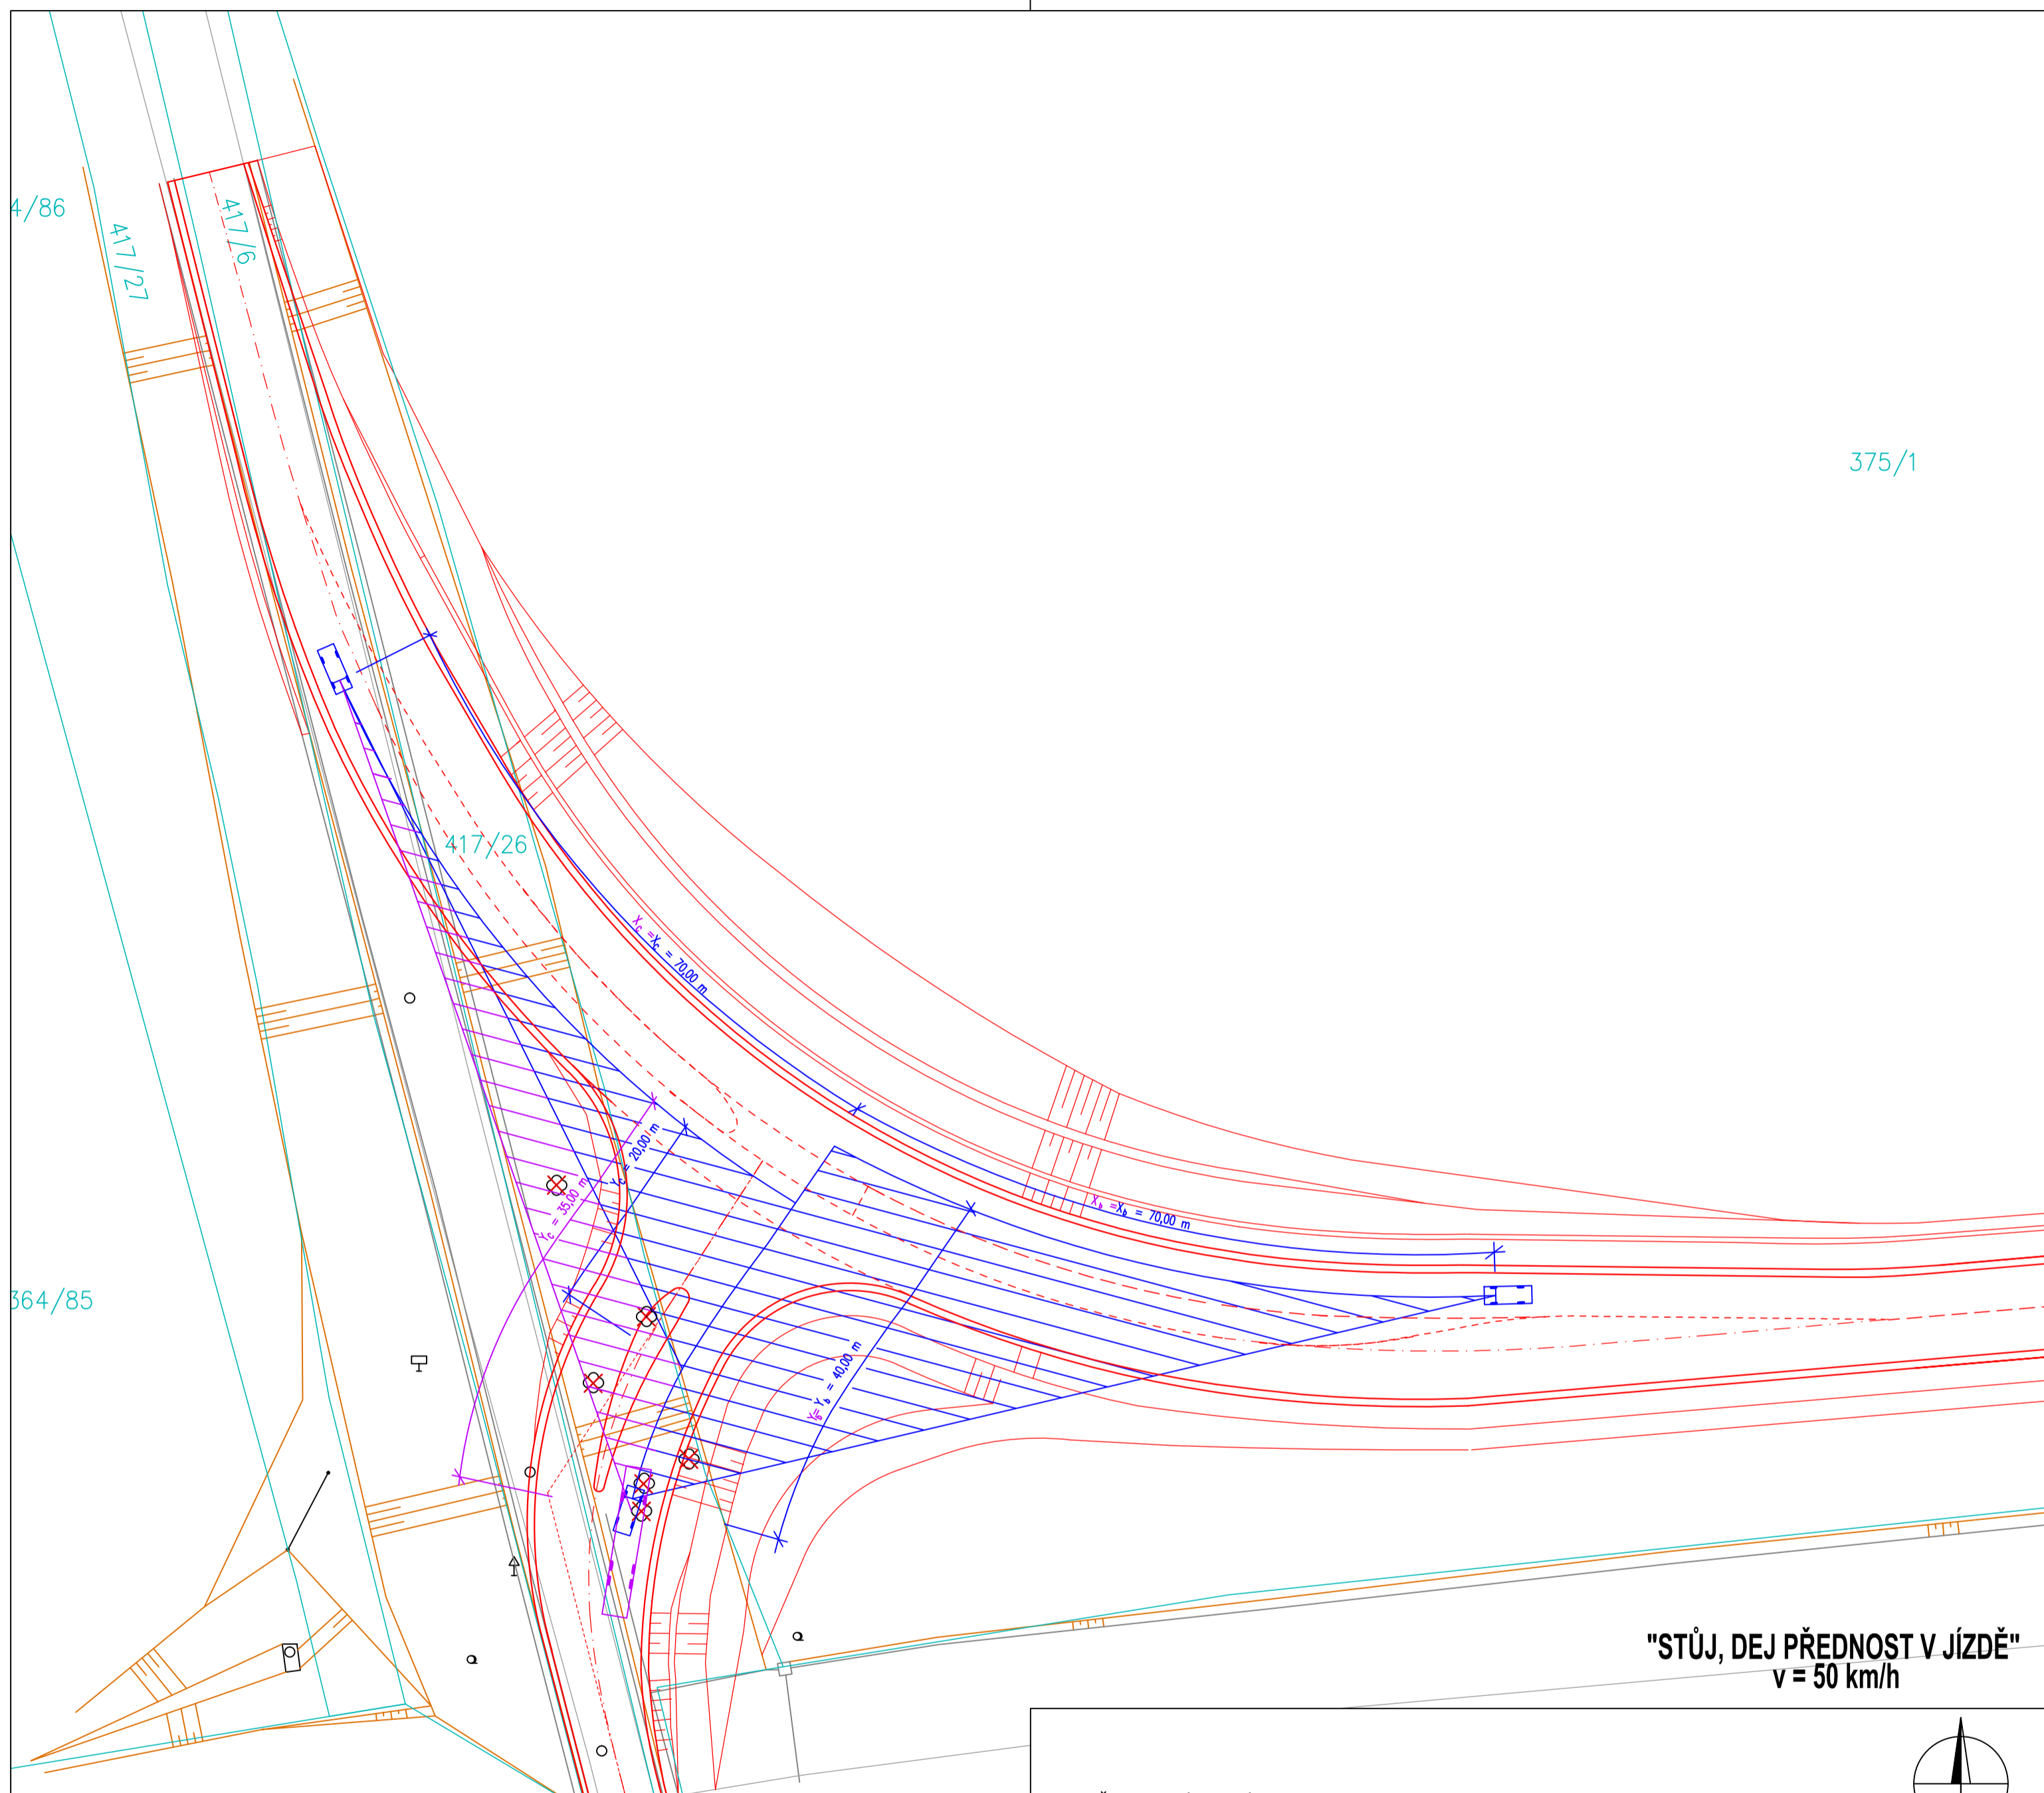 4/86
417/27
417/6
375/1
417/26
Xc =Xc = 70,00 m
Yc = 20,00 m
Yc = 35,00 m
Xb =Xb = 70,00 m
364/85
Yb= Yb = 40,00 m
"STŮJ, DEJ PŘEDNOST V JÍZDĚ"
v = 50 km/h